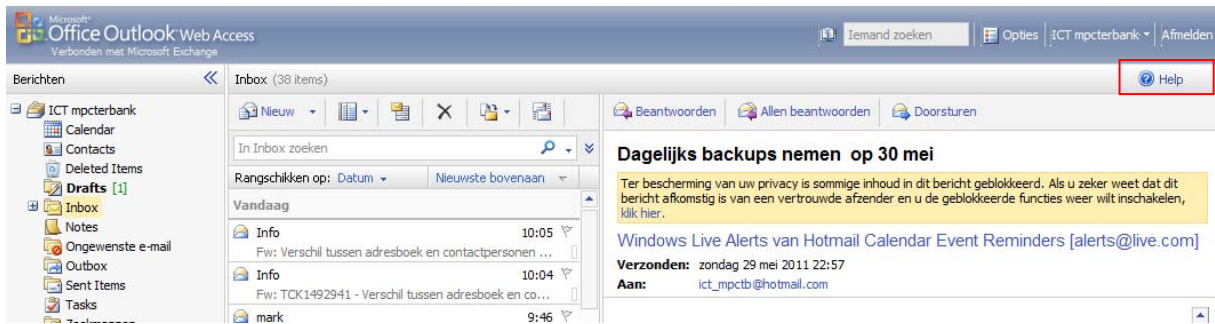 Microsoft®
Office Outlook Web Access
Verbonden met Microsoft Exchange
Iemand zoeken
Opties
ICT mpcterbank
Afmelden
Berichten
Inbox (38 items)
Help
ICT mpcterbank
Calendar
Contacts
Deleted Items
Drafts [1]
Inbox
Notes
Ongewenste e-mail
Outbox
Sent Items
Tasks
Nieuw
In Inbox zoeken
Rangschikken op: Datum
Nieuwste bovenaan
Vandaag
Info 10:05
Fw: Verschil tussen adresboek en contactpersonen ...
Info 10:04
Fw: TCK1492941 - Verschil tussen adresboek en co...
mark 9:46
Beantwoorden
Allen beantwoorden
Doorsturen
Dagelijks backups nemen op 30 mei
Ter bescherming van uw privacy is sommige inhoud in dit bericht geblokkeerd. Als u zeker weet dat dit
bericht afkomstig is van een vertrouwde afzender en u de geblokkeerde functies weer wilt inschakelen,
klik hier.
Windows Live Alerts van Hotmail Calendar Event Reminders [alerts@live.com]
Verzonden: zondag 29 mei 2011 22:57
Aan: ict_mpctb@hotmail.com